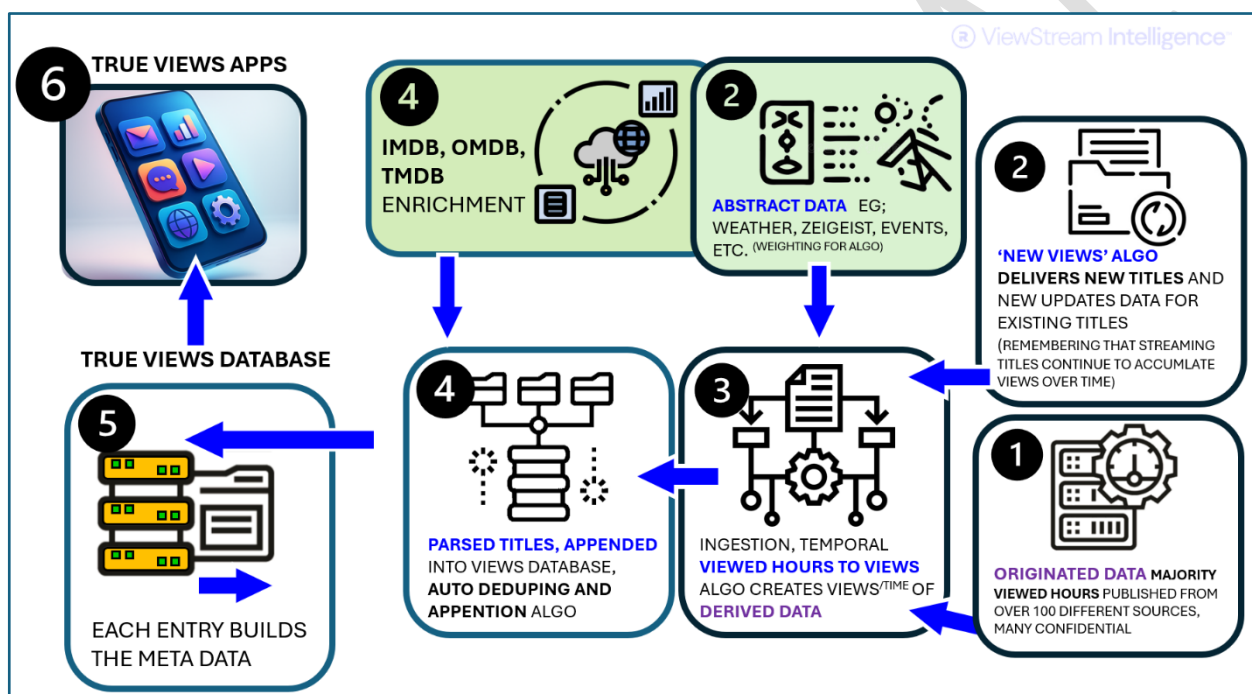 ViewStream Intelligence
6
TRUE VIEWS APPS
4
IMDB, OMDB,
TMDB
ENRICHMENT
2
ABSTRACT DATA EG;
WEATHER, ZEIGEIST, EVENTS,
ETC. (WEIGHTING FOR ALGO)
2
‘NEW VIEWS’ ALGO
DELIVERS NEW TITLES AND
NEW UPDATES DATA FOR
EXISTING TITLES
(REMEMBERING THAT STREAMING
TITLES CONTINUE TO ACCUMLATE
VIEWS OVER TIME)
TRUE VIEWS DATABASE
5
EACH ENTRY BUILDS
THE META DATA
4
PARSED TITLES, APPENDED
INTO VIEWS DATABASE,
AUTO DEDUPING AND
APPENTION ALGO
3
INGESTION, TEMPORAL
VIEWED HOURS TO VIEWS
ALGO CREATES VIEWS/TIME OF
DERIVED DATA
1
ORIGINATED DATA MAJORITY
VIEWED HOURS PUBLISHED FROM
OVER 100 DIFFERENT SOURCES,
MANY CONFIDENTIAL